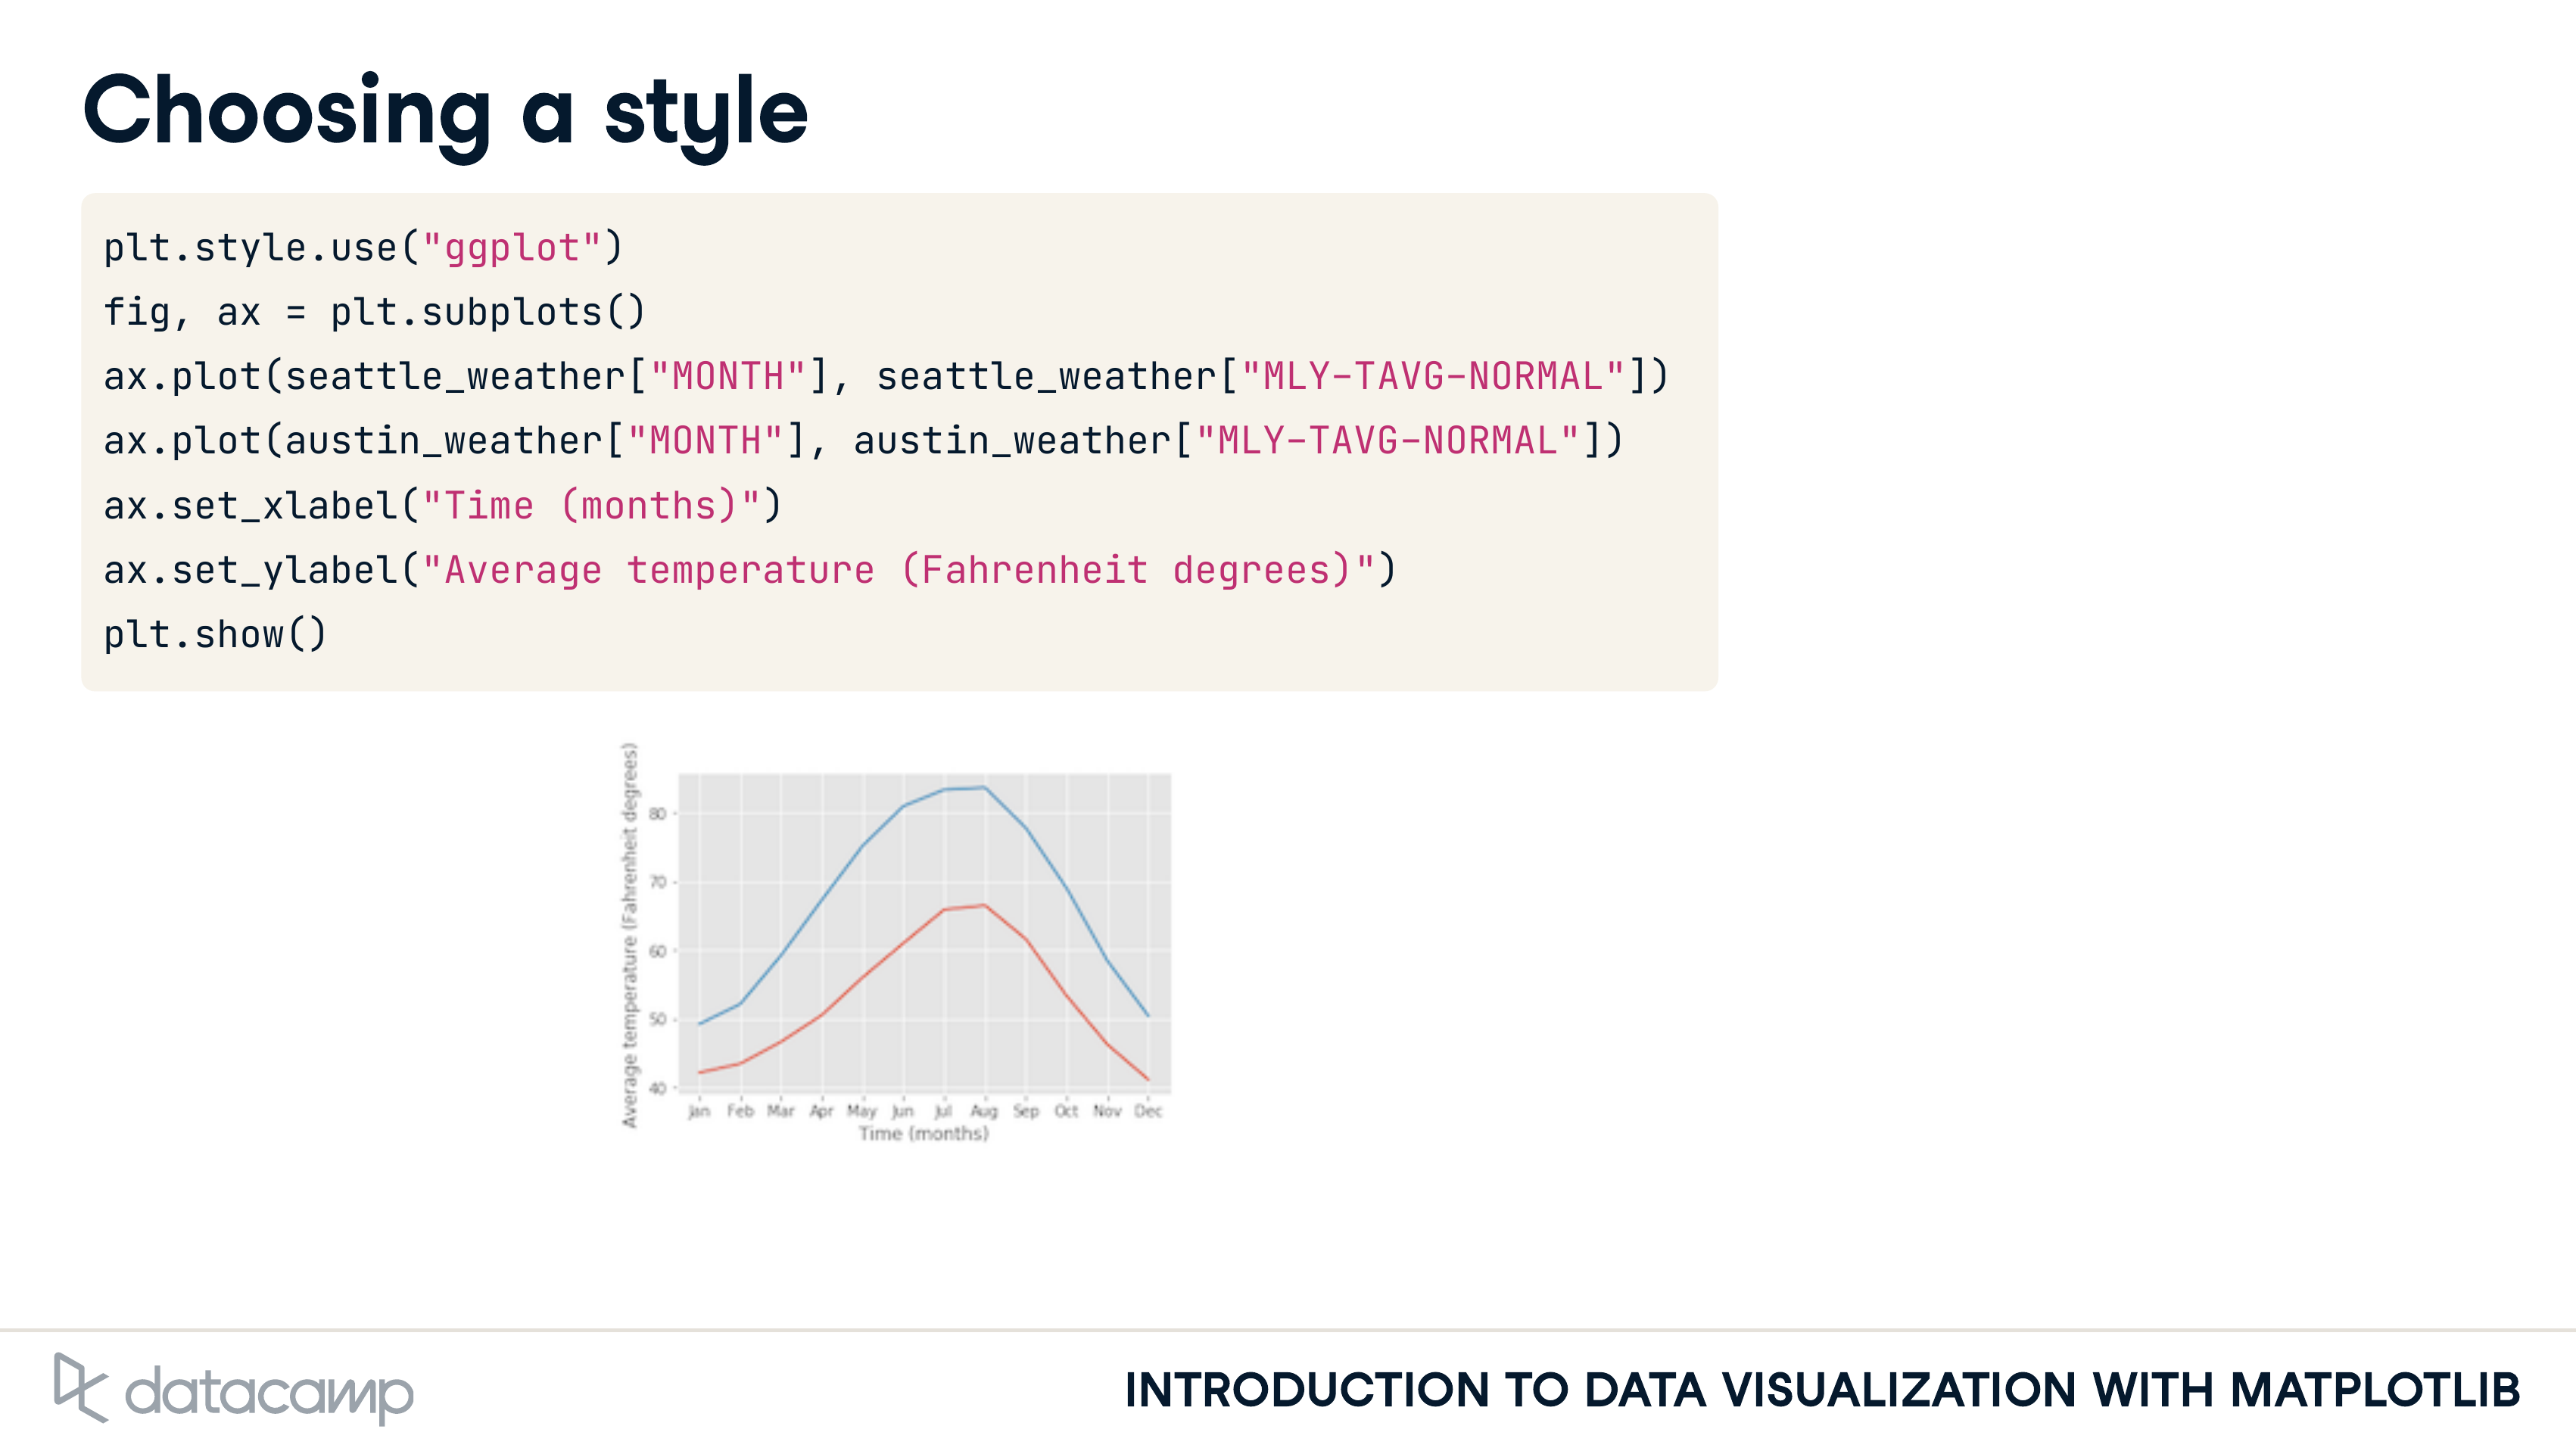 Choosing a style
plt.style.use("ggplot")
fig, ax = plt.subplots()
ax.plot(seattle_weather["MONTH"], seattle_weather["MLY-TAVG-NORMAL"])
ax.plot(austin_weather["MONTH"], austin_weather["MLY-TAVG-NORMAL"])
ax.set_xlabel("Time (months)")
ax.set_ylabel("Average temperature (Fahrenheit degrees)")
plt.show()
Average temperature (Fahrenheit degrees)
80
70
60
50
40
Jan Feb Mar Apr May Jun Jul Aug Sep Oct Nov Dec
Time (months)
datacamp
INTRODUCTION TO DATA VISUALIZATION WITH MATPLOTLIB